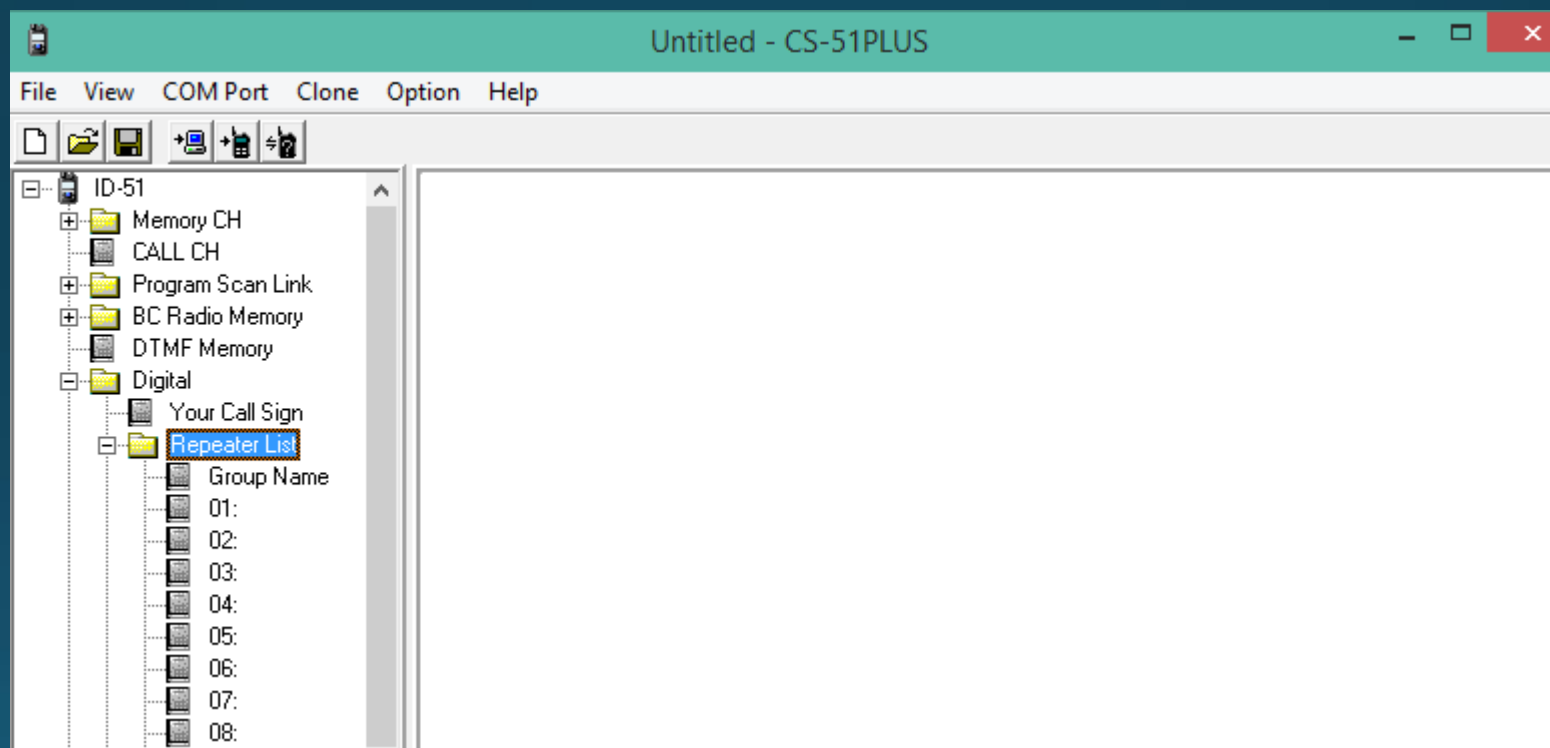 Untitled - CS-51PLUS
File View COM Port Clone Option Help
ID-51
Memory CH
CALL CH
Program Scan Link
BC Radio Memory
DTMF Memory
Digital
Your Call Sign
Repeater List
Group Name
01:
02:
03:
04:
05:
06:
07:
08: